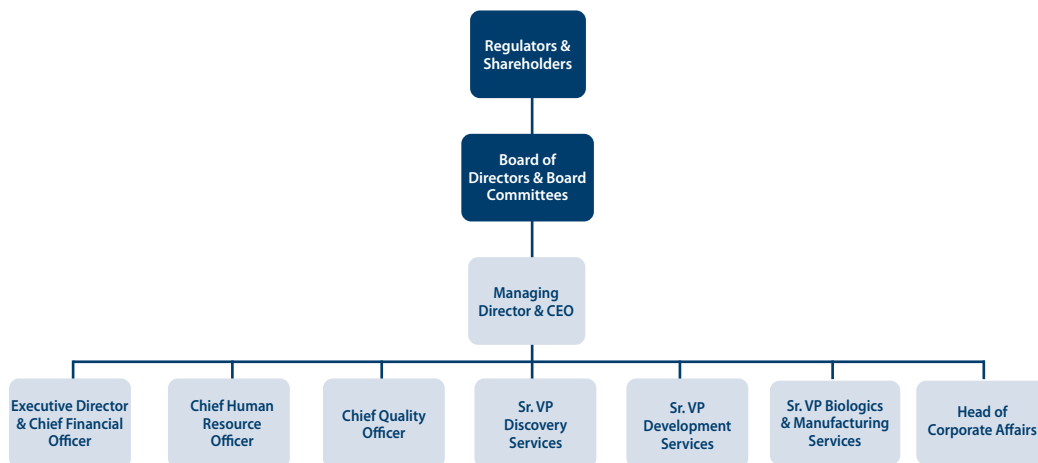 Regulators &
Shareholders
Board of
Directors & Board
Committees
Managing
Director & CEO
Executive Director
& Chief Financial
Officer
Chief Human
Resource
Officer
Chief Quality
Officer
Sr. VP
Discovery
Services
Sr. VP
Development
Services
Sr. VP Biologics
& Manufacturing
Services
Head of
Corporate Affairs